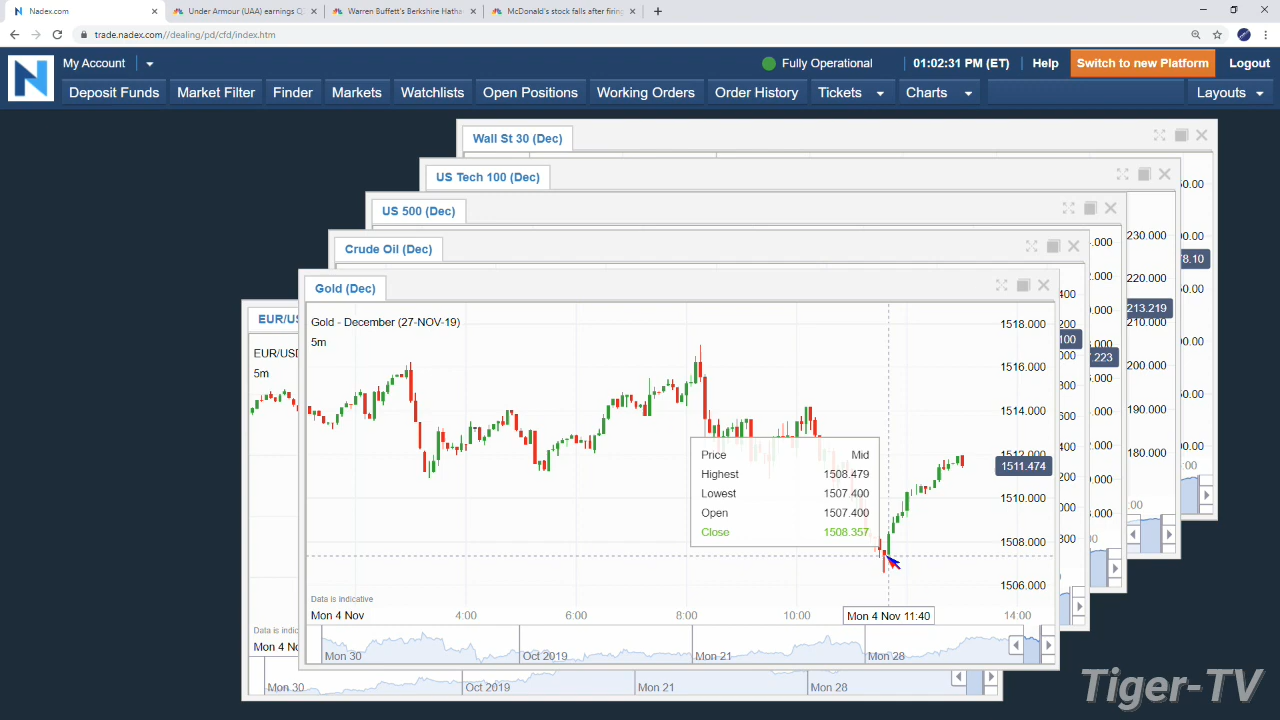 Nadex.com
Under Armour (UAA) earnings Q
Warren Buffett's Berkshire Hatha
McDonald's stock falls after firing
trade.nadex.com//dealing/pd/cfd/index.htm
N
My Account
Fully Operational
01:02:31 PM (ET)
Help
Switch to new Platform
Logout
Deposit Funds
Market Filter
Finder
Markets
Watchlists
Open Positions
Working Orders
Order History
Tickets
Charts
Layouts
Wall St 30 (Dec)
US Tech 100 (Dec)
US 500 (Dec)
Crude Oil (Dec)
Gold (Dec)
EUR/US
EUR/USD
5m
Gold - December (27-NOV-19)
5m
1518.000
1516.000
1514.000
1512.000
1511.474
1510.000
1508.000
1506.000
230.000
220.000
213.219
210.000
200.000
190.000
180.000
78.10
Price Mid
Highest 1508.479
Lowest 1507.400
Open 1507.400
Close 1508.357
Data is indicative
Mon 4 Nov
4:00
6:00
8:00
10:00
Mon 4 Nov 11:40
14:00
Mon 30
Oct 2019
Mon 21
Mon 28
Data is indic
Mon 4 N
Mon 30
Oct 2019
Mon 21
Mon 28
Tiger-TV